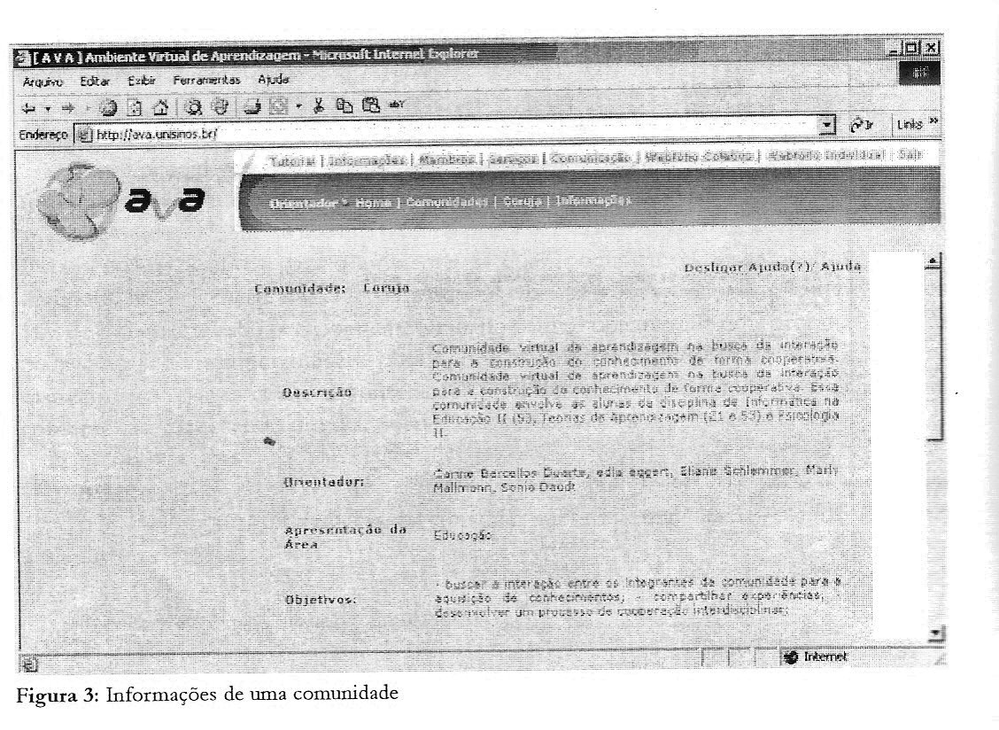 [ A V A ] Ambiente Virtual de Aprendizagem - Microsoft Internet Explorer
Arquivo Editar Exibir Ferramentas Ajuda
Endereço http://ava.unisinos.br/ Ir Links »
Tutorial | Informações | Membros | Serviços | Comunicação | Webfolio Coletivo | Webfolio Individual | Sair
ava
Orientador * Home | Comunidades | Coruja | Informações
Desligar Ajuda(?)/ Ajuda
Comunidade: Coruja
Descrição
Comunidade virtual de aprendizagem na busca da interação
para a construção do conhecimento de forma cooperativa.
Comunidade virtual de aprendizagem na busca da interação
para a construção do conhecimento de forma cooperativa. Essa
comunidade envolve as alunas da disciplina de Informática na
Educação II (53), Teorias da Aprendizagem (21 e 53) e Psicologia
II.
Orientador:
Barcellos Duarte, edla eggert, Eliane Schlemmer, Marly
Mallmann, Sonia Daudt
Apresentação da
Área
Educação
Objetivos:
- buscar a interação entre os integrantes da comunidade para a
aquisição de conhecimentos; - compartilhar experiências; -
desenvolver um processo de cooperação interdisciplinar;
Internet
Figura 3: Informações de uma comunidade